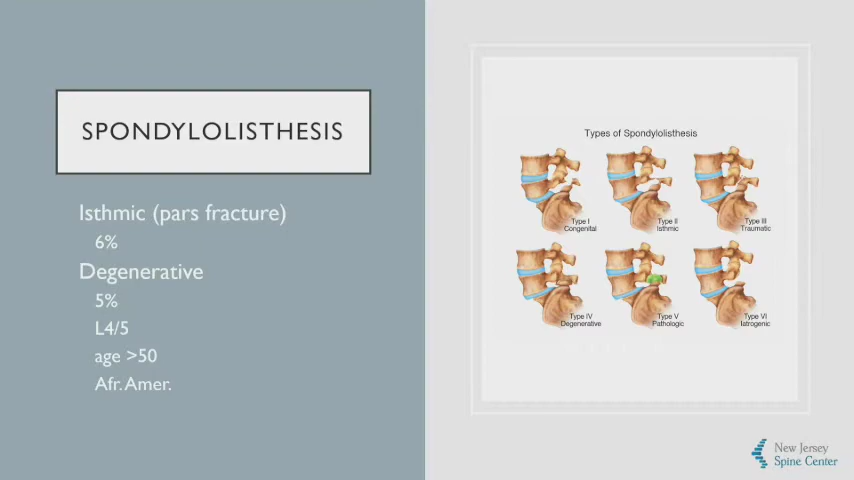 SPONDYLOLISTHESIS
Isthmic (pars fracture)
6%
Degenerative
5%
L4/5
age >50
Afr. Amer.
Types of Spondylolisthesis
Type I
Congenital
Type II
Isthmic
Type III
Traumatic
Type IV
Degenerative
Type V
Pathologic
Type VI
Iatrogenic
New Jersey
Spine Center